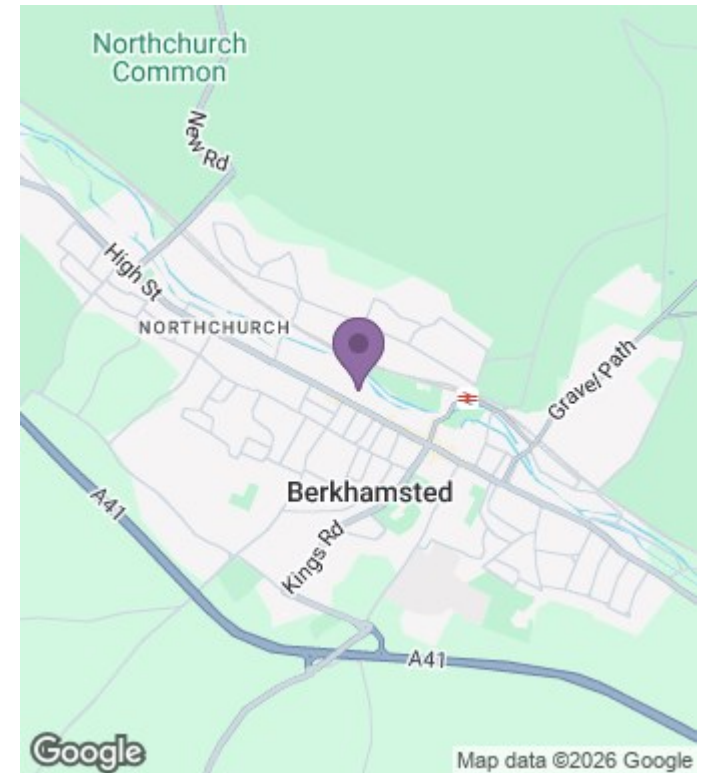 Northchurch
Common
New Rd
High St
NORTHCHURCH
Gravel Path
Berkhamsted
A41
Kings Rd
A41
Google
Map data ©2026 Google